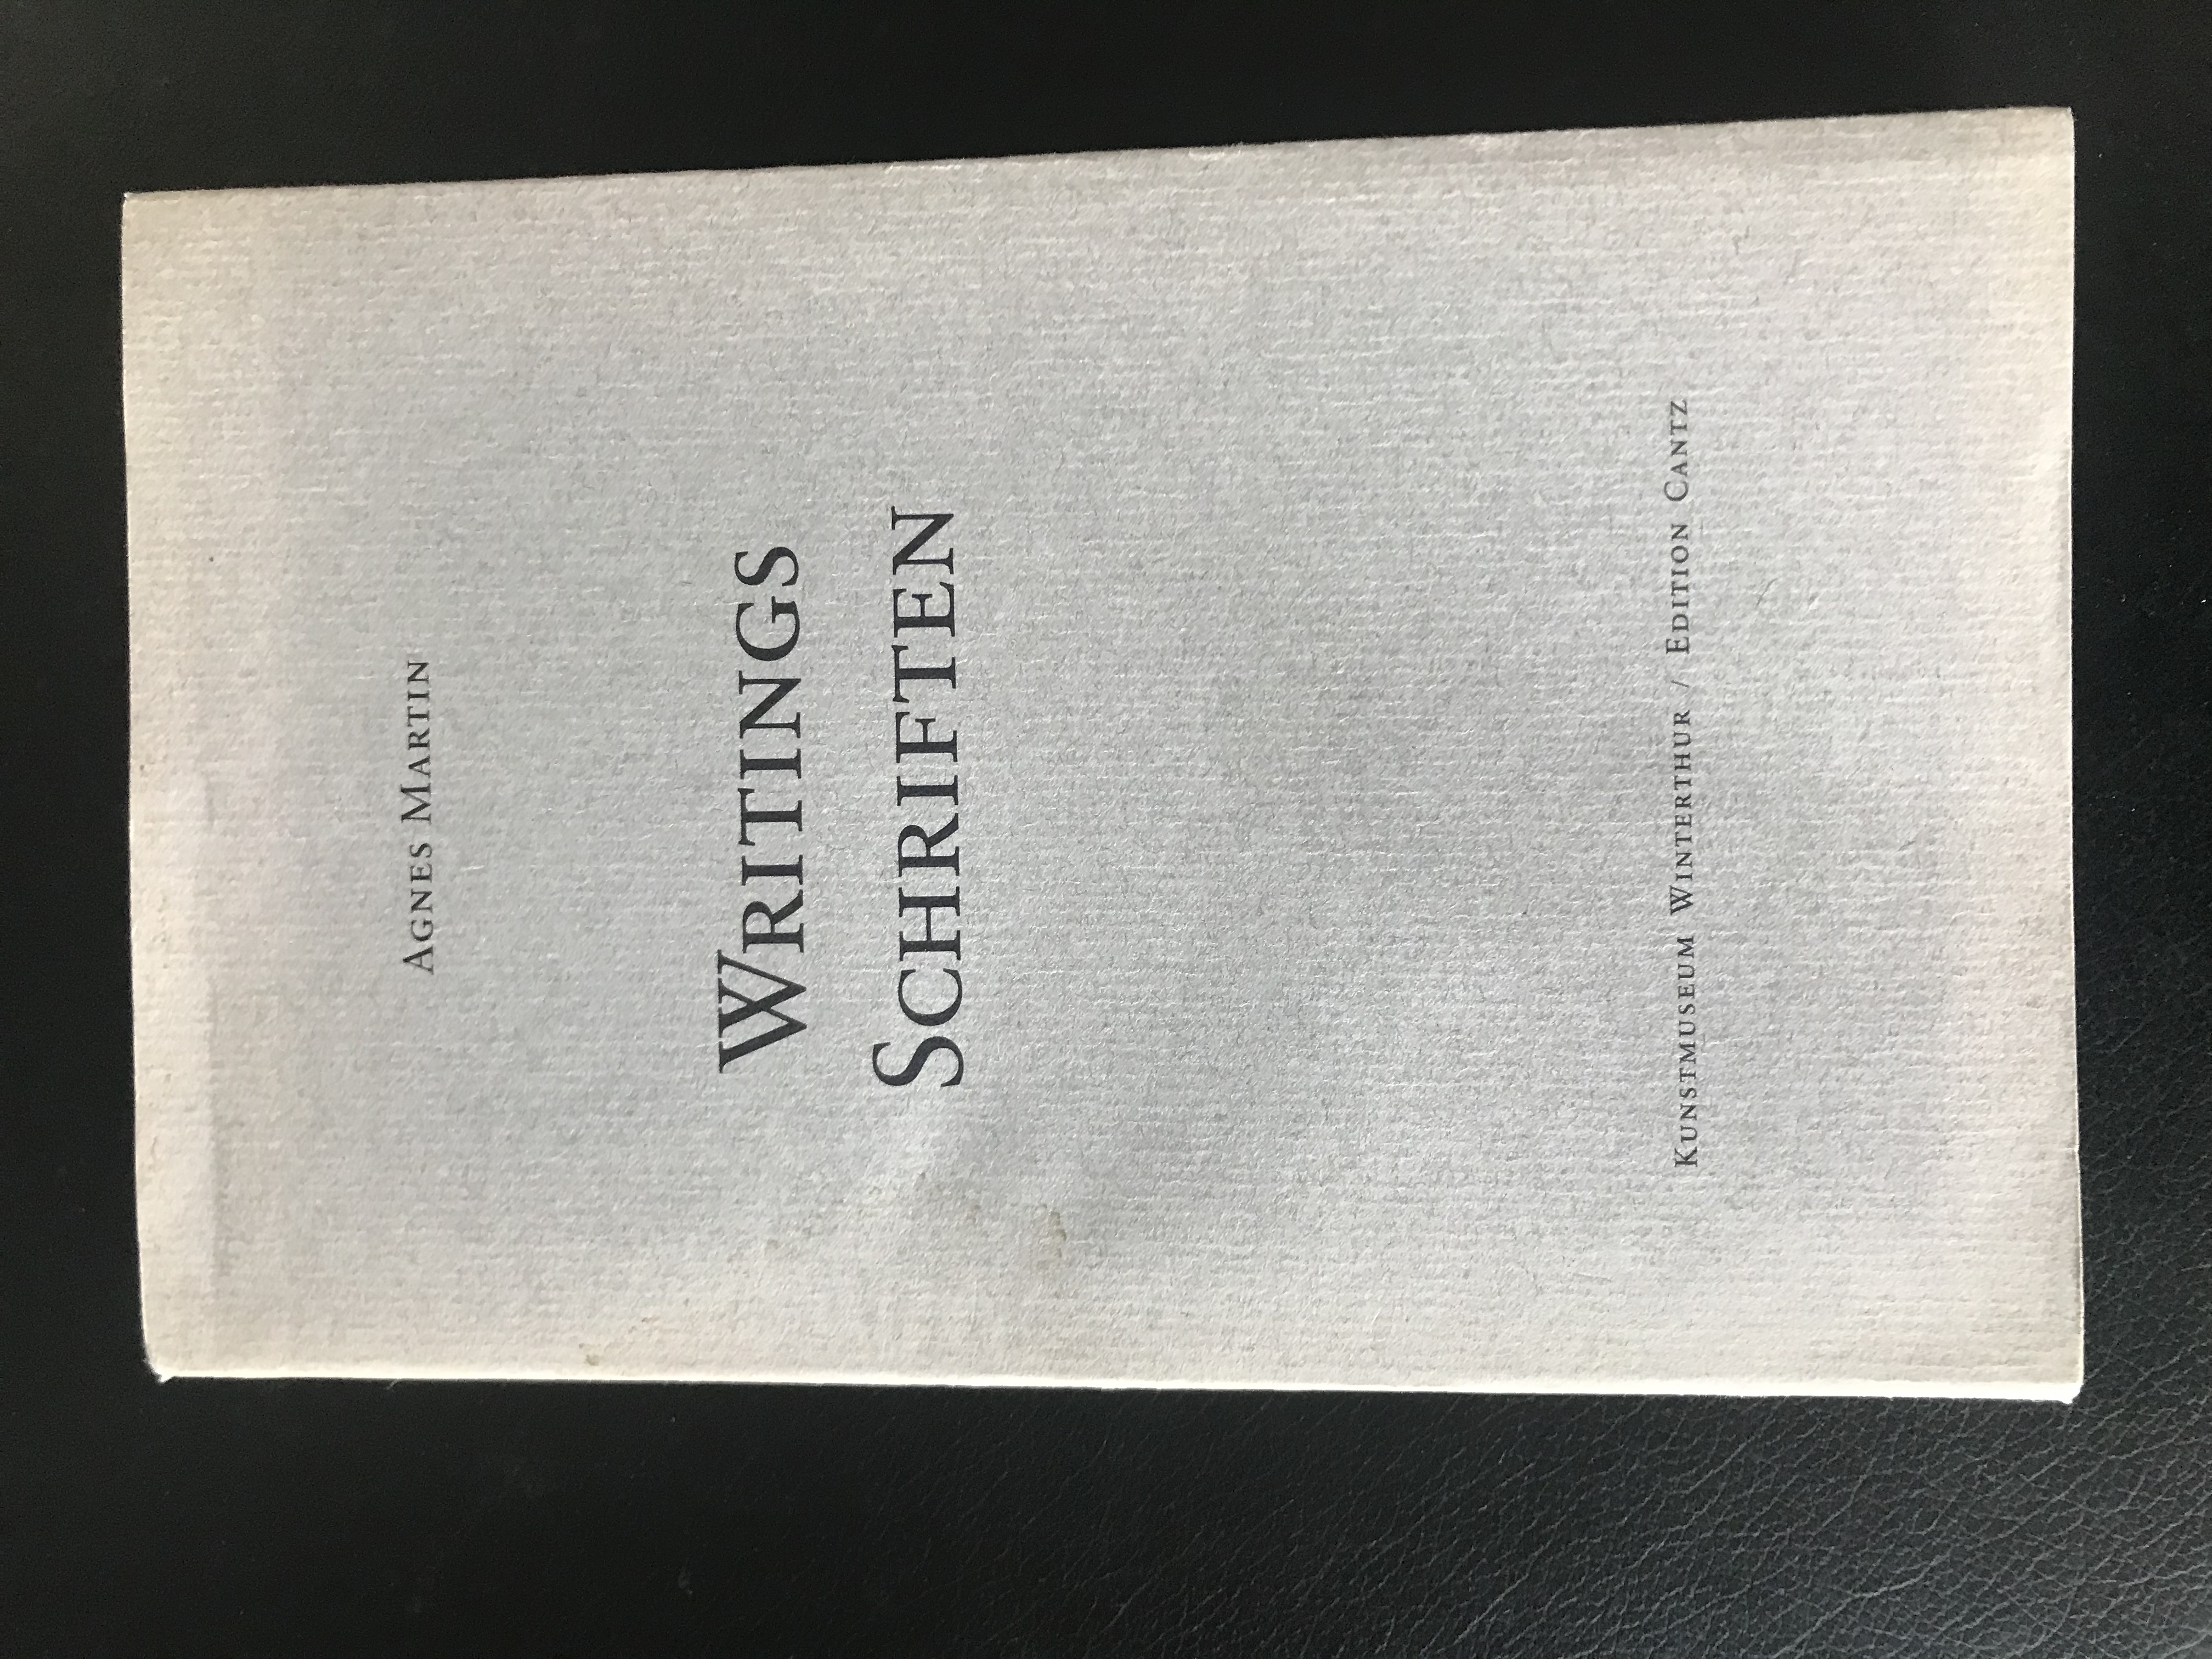 Agnes Martin
Writings
Schriften
Kunstmuseum Winterthur / Edition Cantz